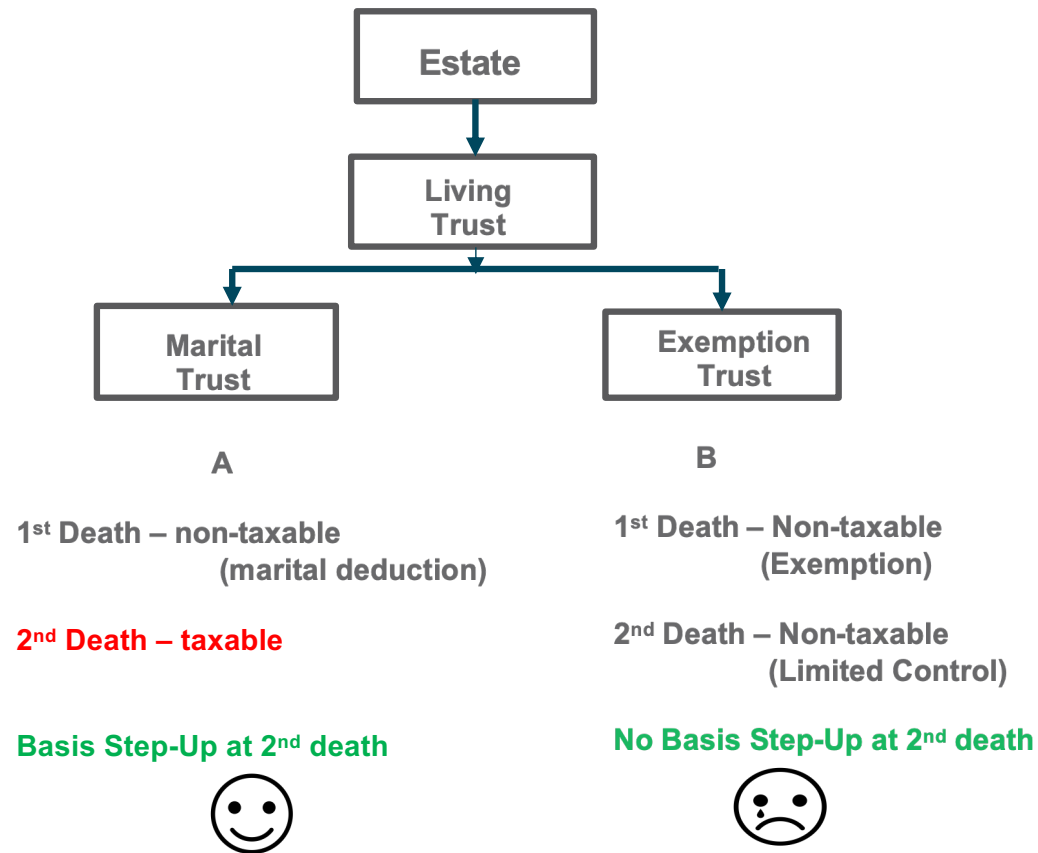 Estate
Living
Trust
Marital
Trust
Exemption
Trust
A
B
1st Death – non-taxable
(marital deduction)
2nd Death – taxable
Basis Step-Up at 2nd death
1st Death – Non-taxable
(Exemption)
2nd Death – Non-taxable
(Limited Control)
No Basis Step-Up at 2nd death